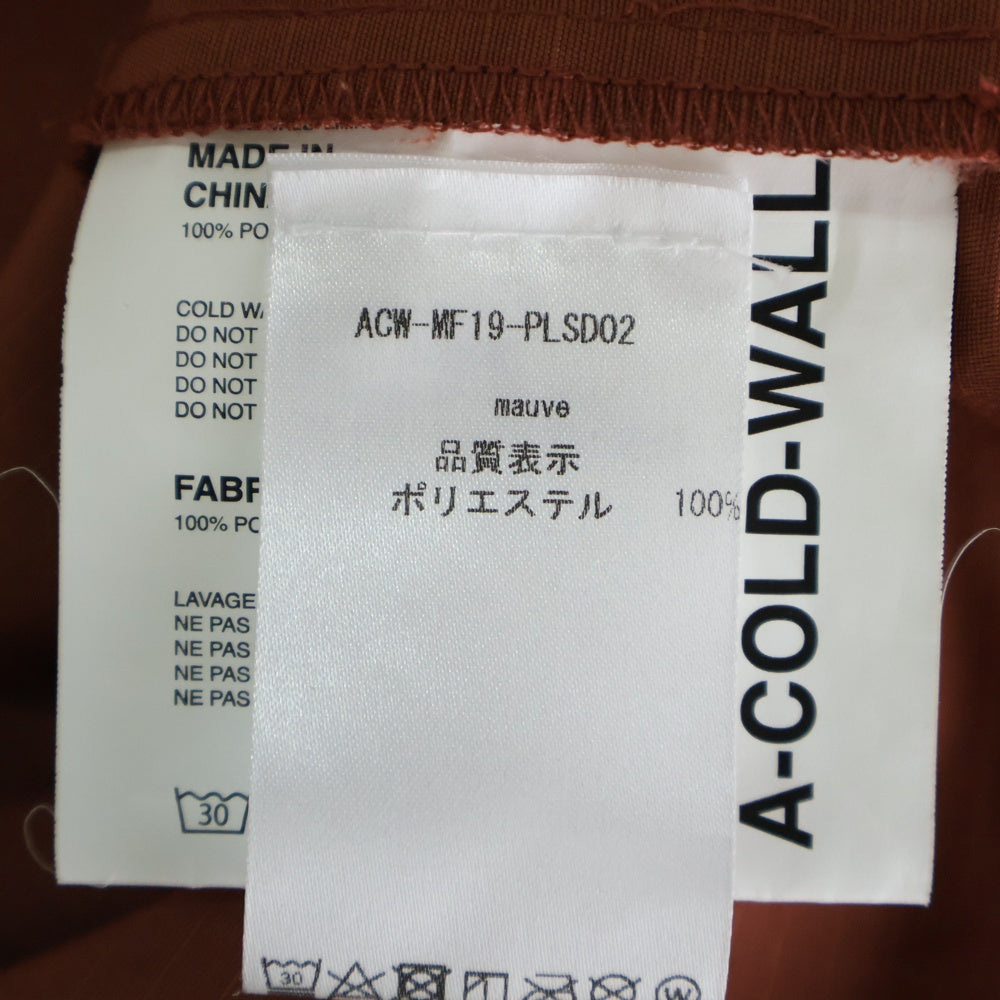 MADE IN
CHIN
100% PO
COLD W
DO NOT
DO NOT
DO NOT
DO NOT
FABR
100% PO
LAVAGE
NE PAS
NE PAS
NE PAS
NE PAS
30
ACW-MF19-PLSD02
mauve
品質表示
ポリエステル 100%
30
W
A-COLD-WALL